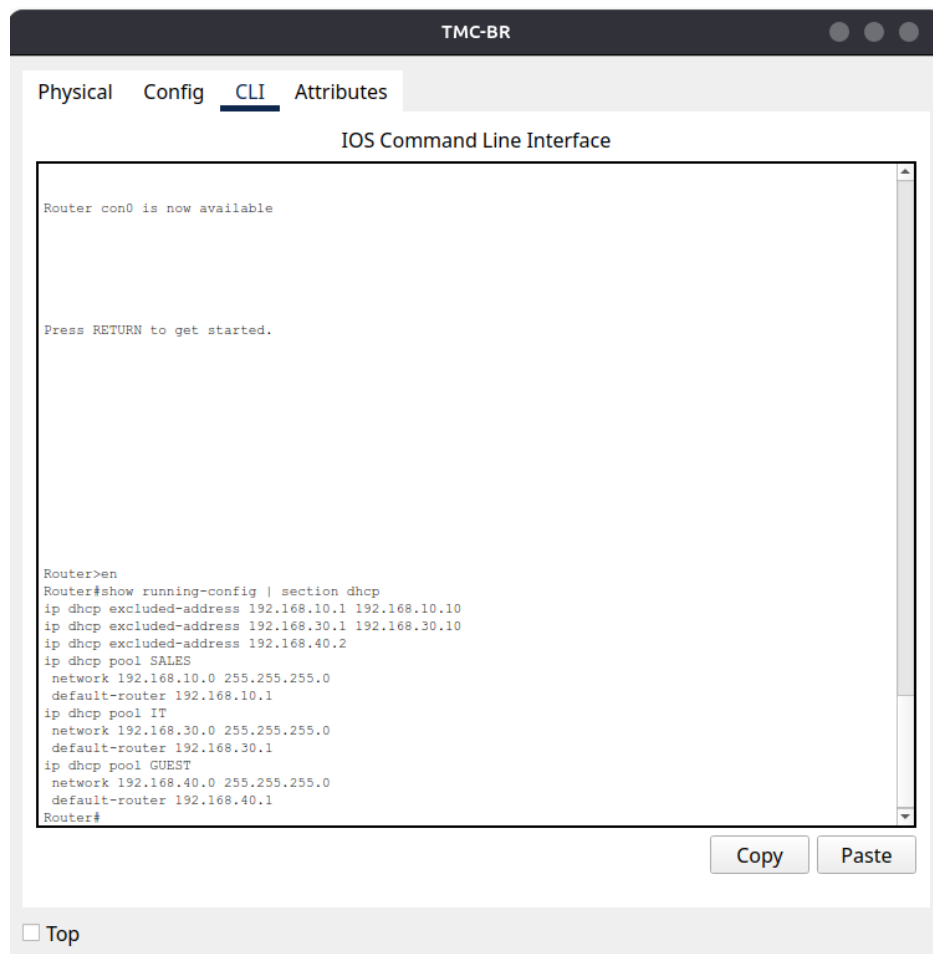 TMC-BR
Physical Config CLI Attributes
IOS Command Line Interface
Router con0 is now available
Press RETURN to get started.
Router>en
Router#show running-config | section dhcp
ip dhcp excluded-address 192.168.10.1 192.168.10.10
ip dhcp excluded-address 192.168.30.1 192.168.30.10
ip dhcp excluded-address 192.168.40.2
ip dhcp pool SALES
 network 192.168.10.0 255.255.255.0
 default-router 192.168.10.1
ip dhcp pool IT
 network 192.168.30.0 255.255.255.0
 default-router 192.168.30.1
ip dhcp pool GUEST
 network 192.168.40.0 255.255.255.0
 default-router 192.168.40.1
Router#
Copy Paste
Top